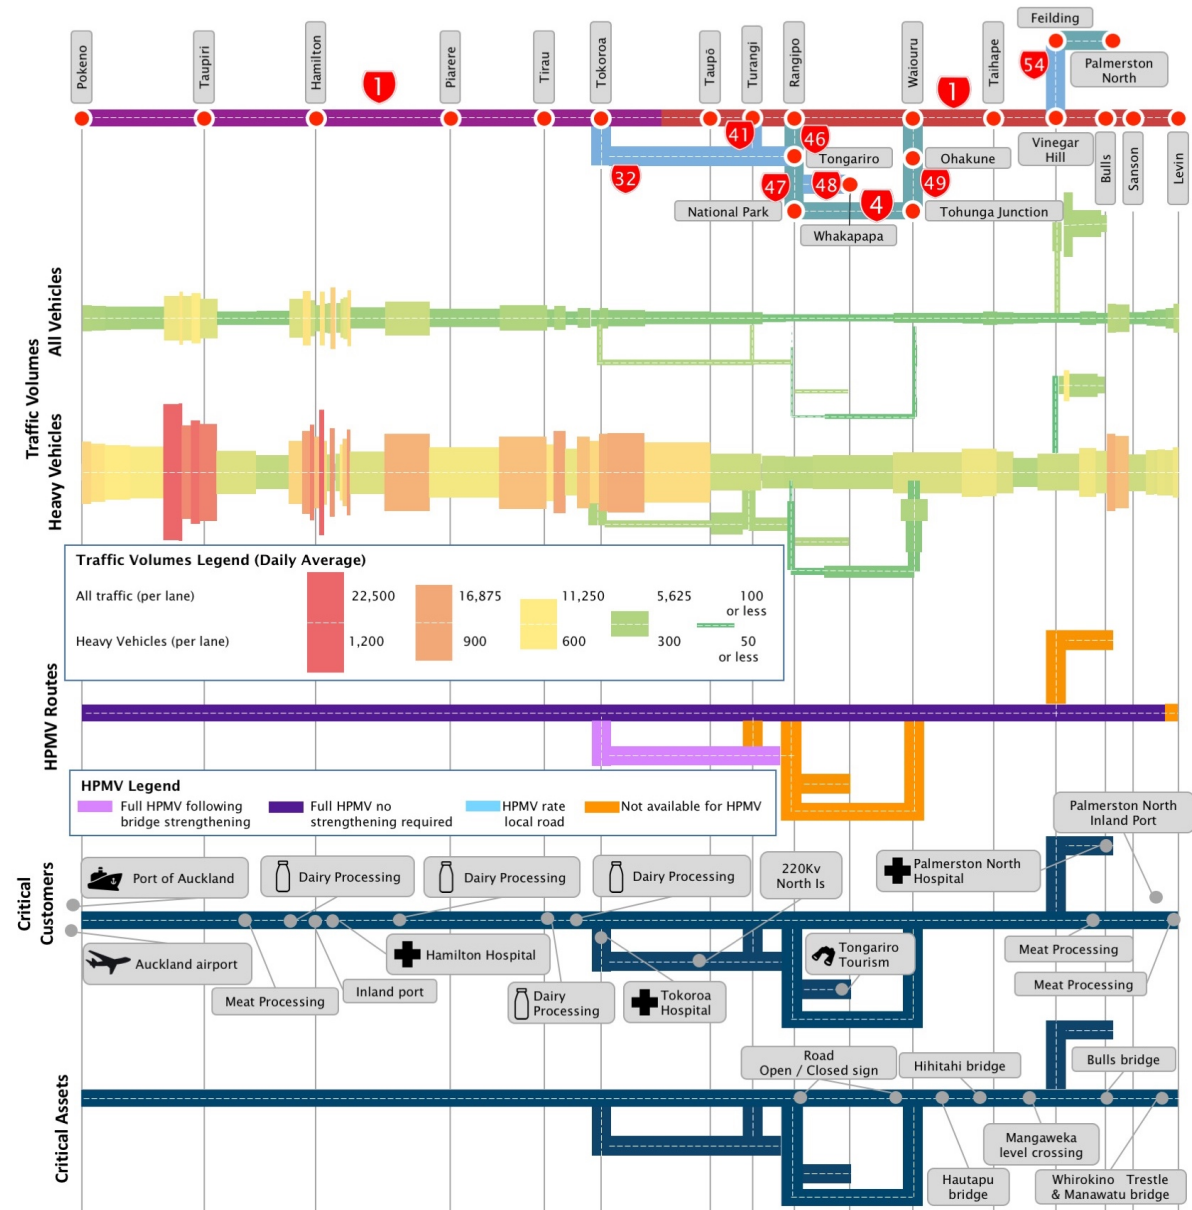 Pokeno
Taupiri
Hamilton
Piarere
Tirau
Tokoroa
Taupō
Turangi
Rangipo
Waiouru
Taihape
Feilding
Palmerston
North
1
1
54
41
46
32
47
48
4
49
Tongariro
Ohakune
National Park
Whakapapa
Tohunga Junction
Vinegar
Hill
Bulls
Sanson
Levin
Traffic Volumes
All Vehicles
Heavy Vehicles
Traffic Volumes Legend (Daily Average)
All traffic (per lane) 22,500 16,875 11,250 5,625 100
or less
Heavy Vehicles (per lane) 1,200 900 600 300 50
or less
HPMV Routes
HPMV Legend
Full HPMV following
bridge strengthening
Full HPMV no
strengthening required
HPMV rate
local road
Not available for HPMV
Critical
Customers
Port of Auckland
Dairy Processing
Dairy Processing
Dairy Processing
220Kv
North Is
Palmerston North
Hospital
Palmerston North
Inland Port
Auckland airport
Meat Processing
Inland port
Hamilton Hospital
Dairy
Processing
Tokoroa
Hospital
Tongariro
Tourism
Meat Processing
Meat Processing
Critical Assets
Road
Open / Closed sign
Hihitahi bridge
Bulls bridge
Mangaweka
level crossing
Hautapu
bridge
Whirokino Trestle
& Manawatu bridge